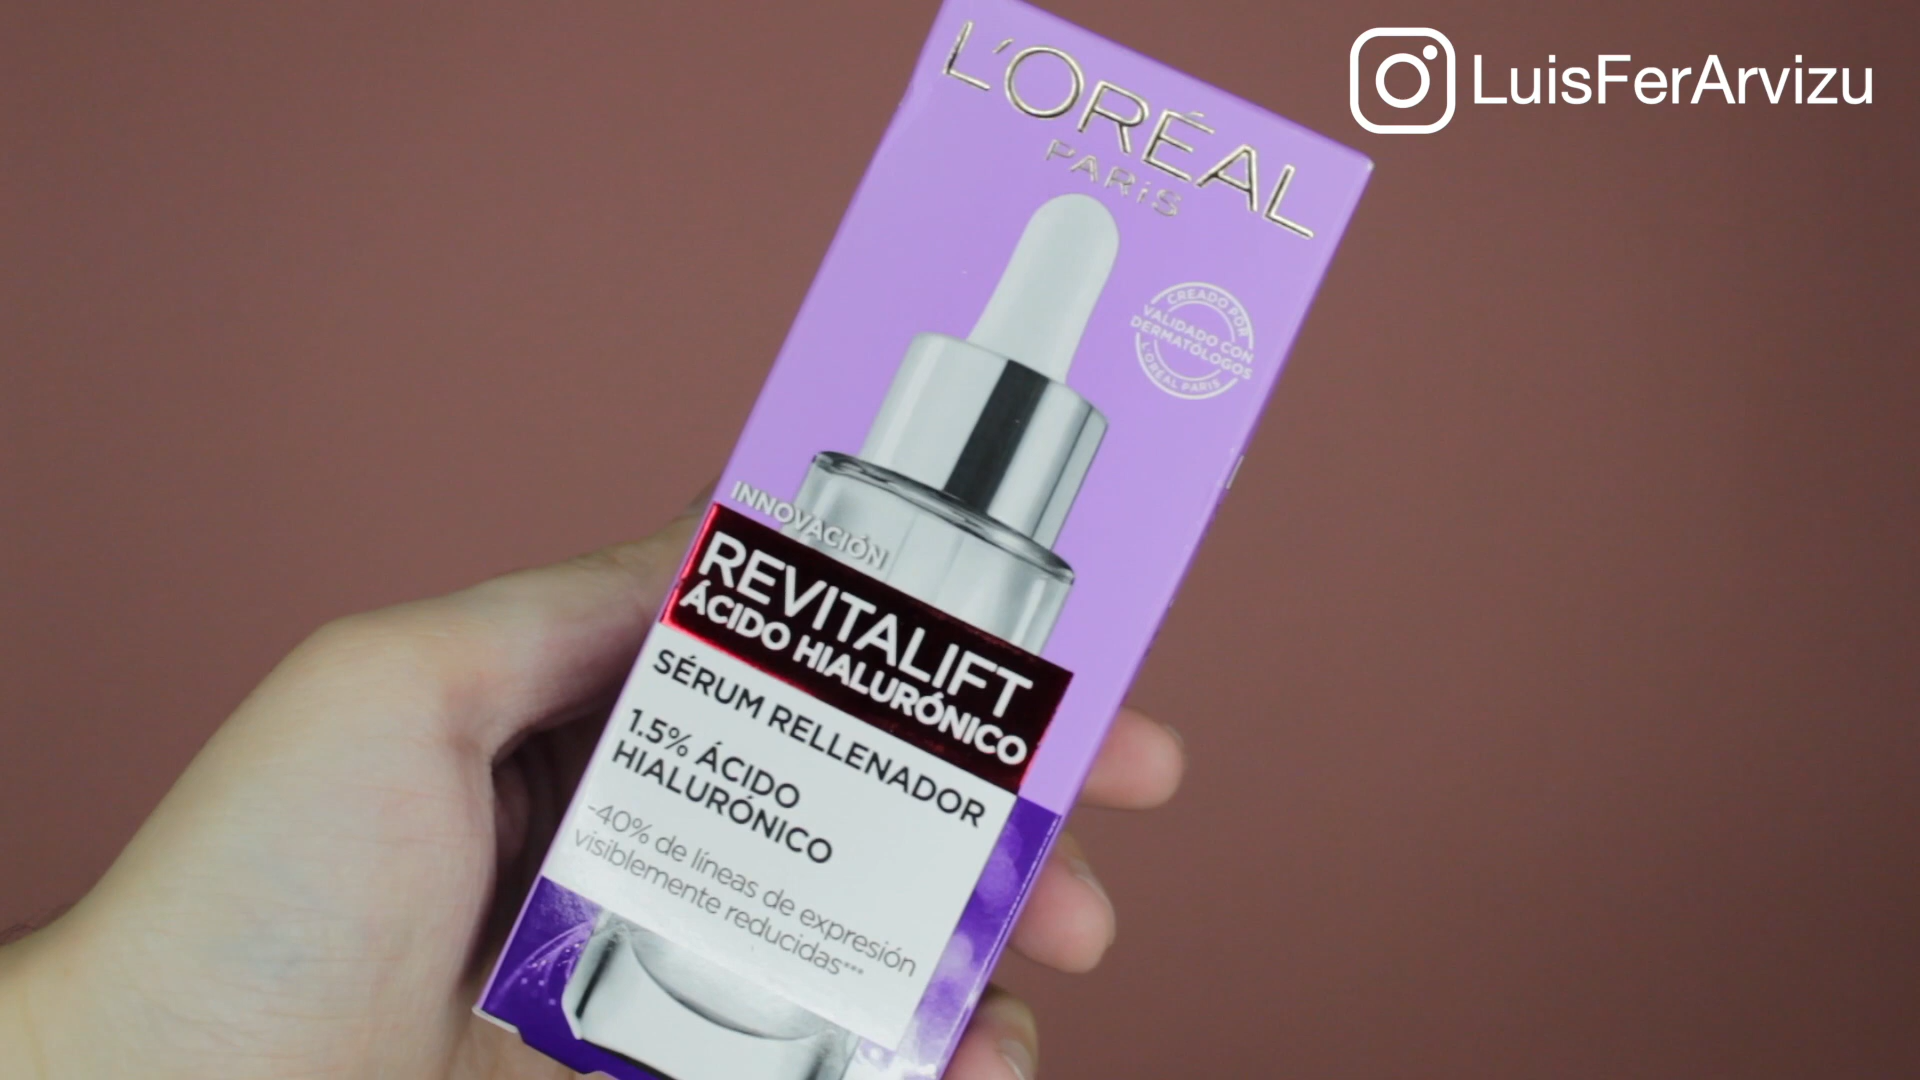 LuisFerArvizu
L'ORÉAL
PARiS
CREADO POR
VALIDADO CON
DERMATÓLOGOS
L'ORÉAL PARIS
INNOVACIÓN
REVITALIFT
ÁCIDO HIALURÓNICO
SÉRUM RELLENADOR
1.5% ÁCIDO
HIALURÓNICO
-40% de líneas de expresión
visiblemente reducidas***